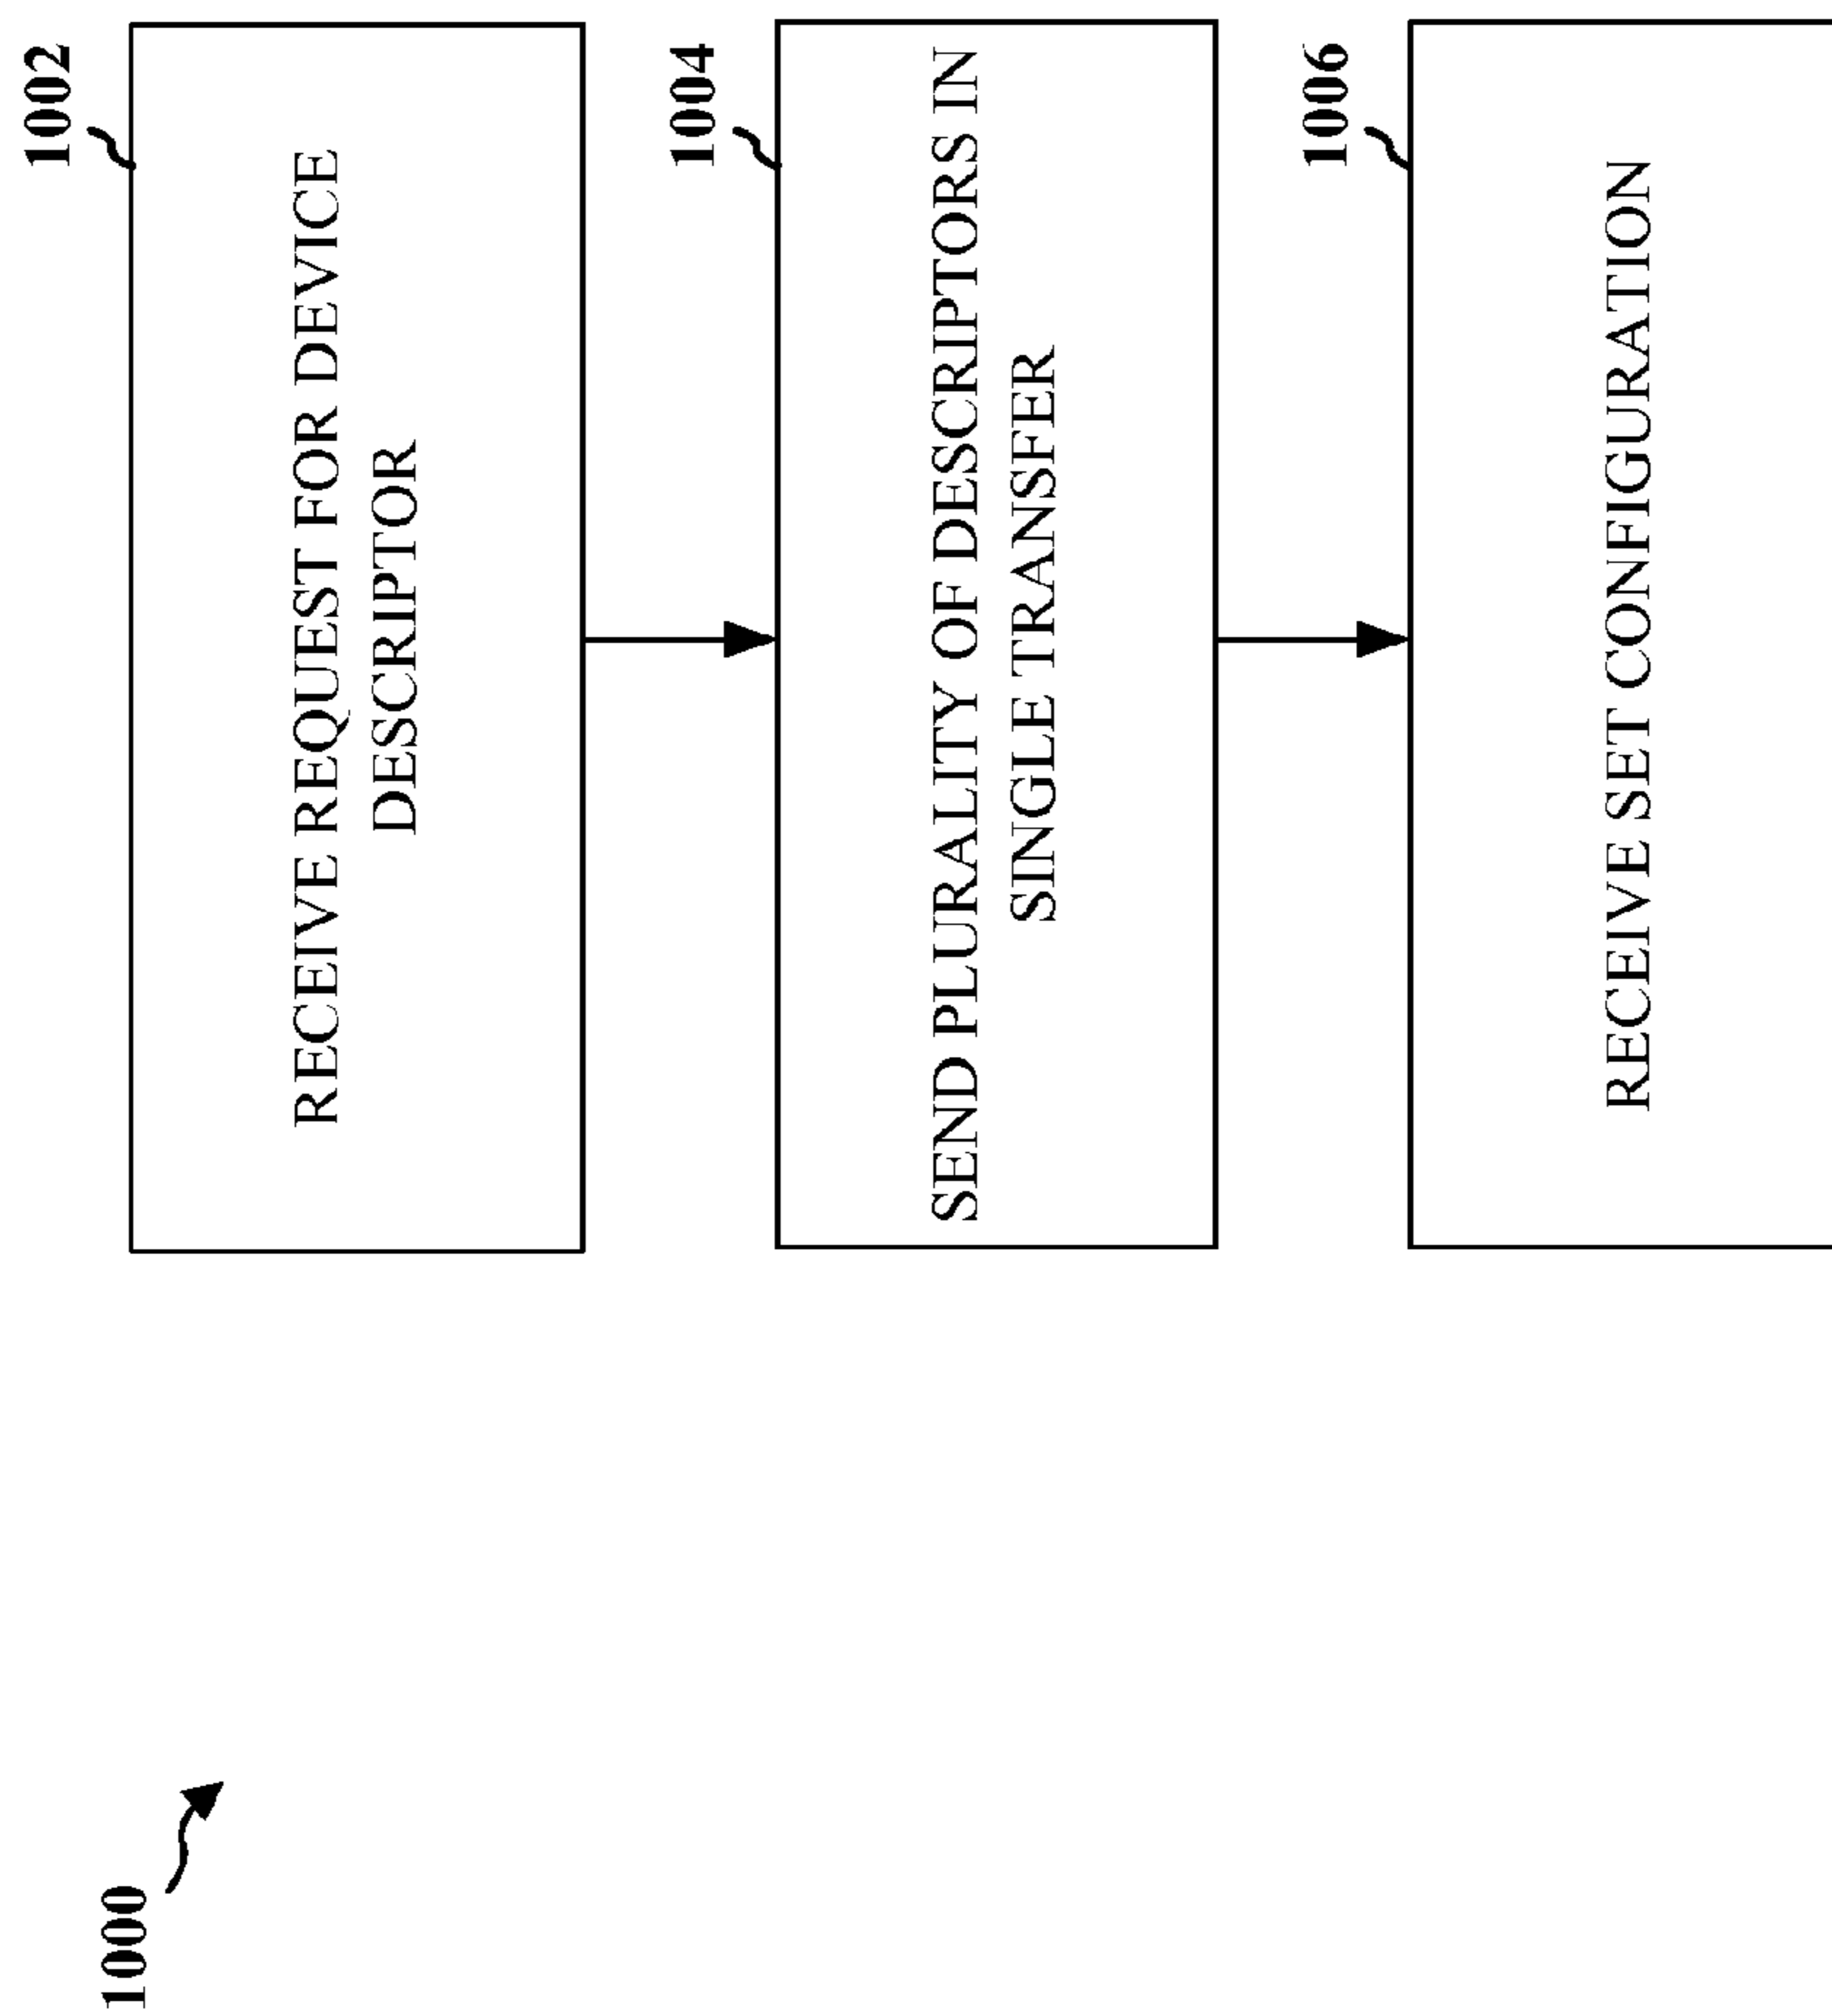 1000
1002
RECEIVE REQUEST FOR DEVICE
DESCRIPTOR
1004
SEND PLURALITY OF DESCRIPTORS IN
SINGLE TRANSFER
1006
RECEIVE SET CONFIGURATION